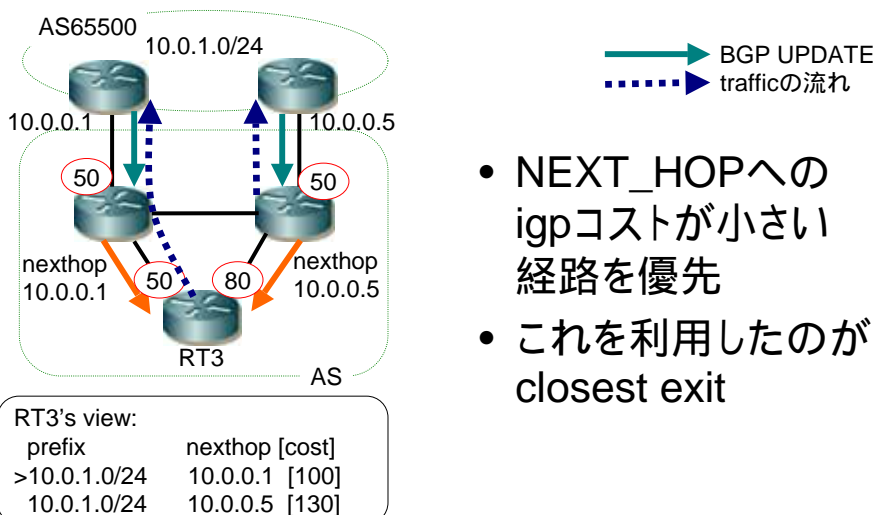 AS65500
10.0.1.0/24
10.0.0.1
10.0.0.5
50
50
nexthop
10.0.0.1
50
80
nexthop
10.0.0.5
RT3
AS
RT3's view:
prefix nexthop [cost]
>10.0.1.0/24 10.0.0.1 [100]
10.0.1.0/24 10.0.0.5 [130]
BGP UPDATE
trafficの流れ
• NEXT_HOPへの
igpコストが小さい
経路を優先
• これを利用したのが
closest exit